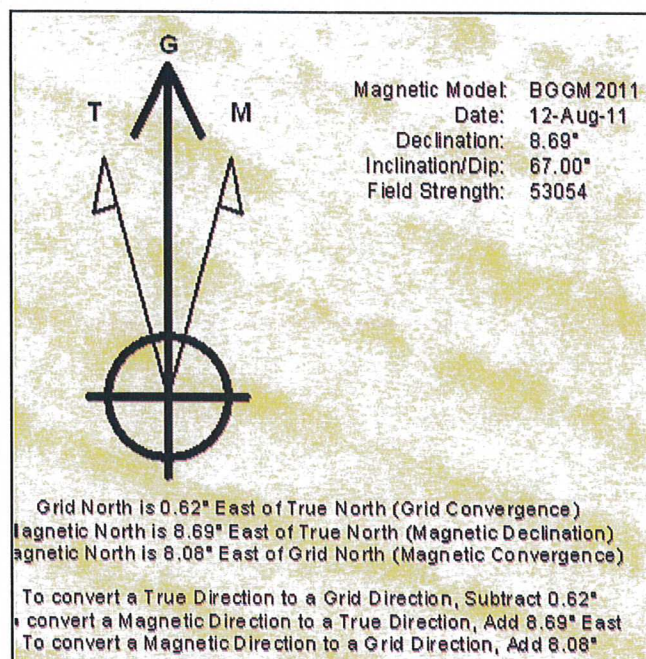 G
T M
Magnetic Model: BGGM2011
Date: 12-Aug-11
Declination: 8.69°
Inclination/Dip: 67.00°
Field Strength: 53054
Grid North is 0.62° East of True North (Grid Convergence)
agnetic North is 8.69° East of True North (Magnetic Declination)
agnetic North is 8.08° East of Grid North (Magnetic Convergence)
To convert a True Direction to a Grid Direction, Subtract 0.62°
convert a Magnetic Direction to a True Direction, Add 8.69° East
To convert a Magnetic Direction to a Grid Direction, Add 8.08°